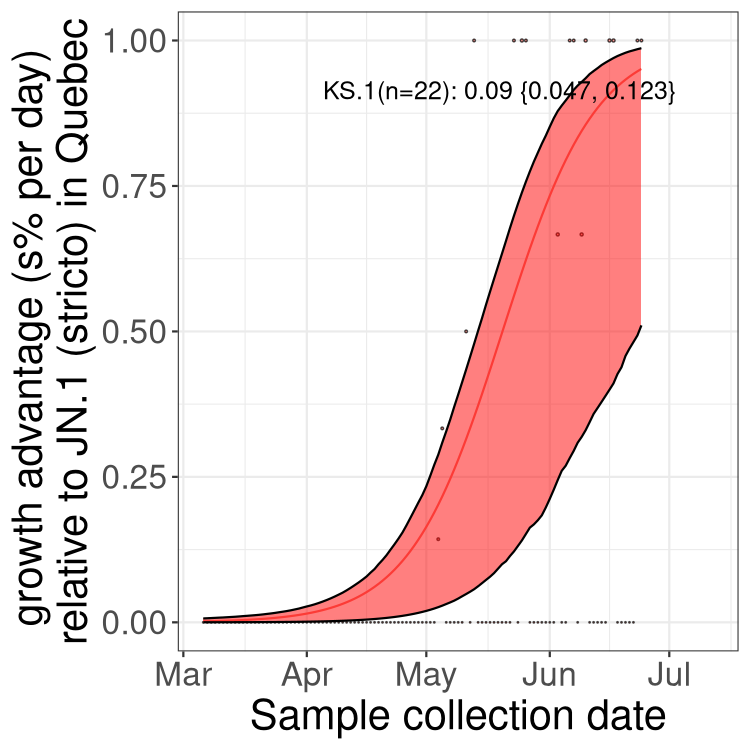 growth advantage (s% per day)
relative to JN.1 (stricto) in Quebec
1.00
0.75
0.50
0.25
0.00
KS.1(n=22): 0.09 {0.047, 0.123}
Mar Apr May Jun Jul
Sample collection date